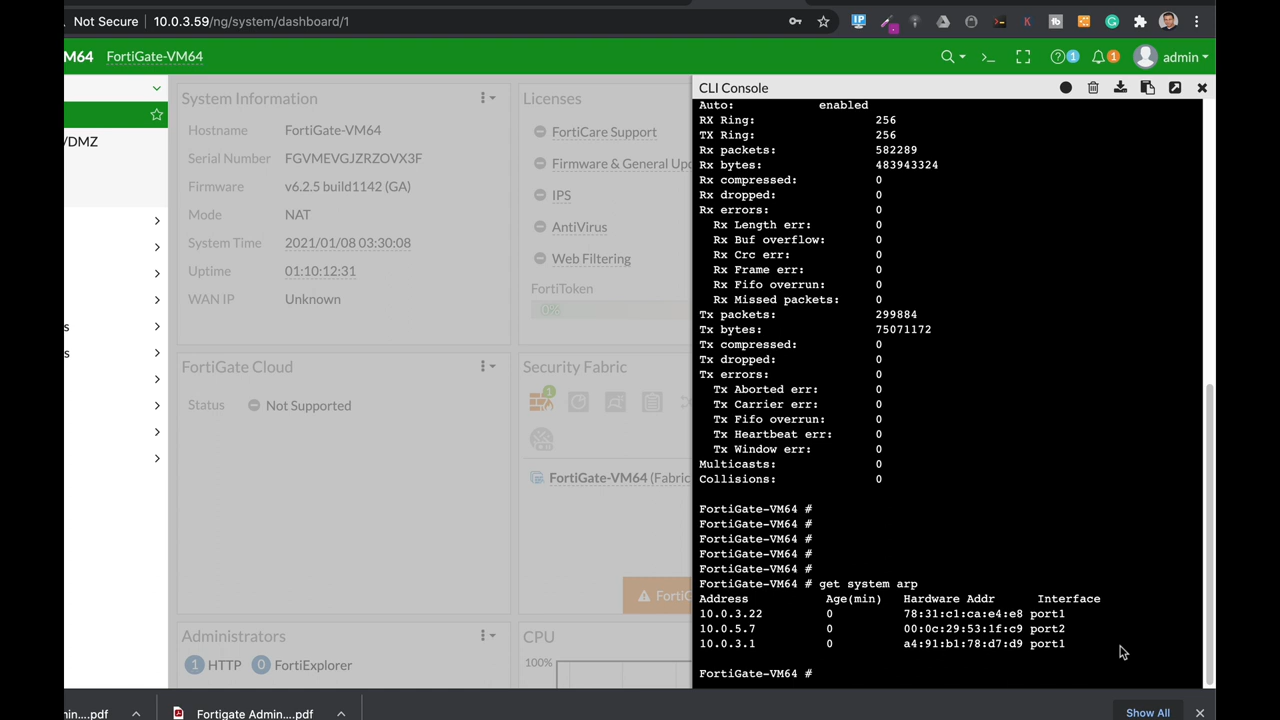 Not Secure 10.0.3.59/ng/system/dashboard/1
M64 FortiGate-VM64
1 1 admin
/DMZ
s
s
System Information
Hostname FortiGate-VM64
Serial Number FGVMEVGJZRZOVX3F
Firmware v6.2.5 build1142 (GA)
Mode NAT
System Time 2021/01/08 03:30:08
Uptime 01:10:12:31
WAN IP Unknown
Licenses
FortiCare Support
Firmware & General Upd
IPS
AntiVirus
Web Filtering
FortiToken
0%
FortiGate Cloud
Status Not Supported
Security Fabric
1
FortiGate-VM64 (Fabric
FortiG
Administrators
1 HTTP 0 FortiExplorer
CPU
100%
CLI Console
Auto: enabled
RX Ring: 256
TX Ring: 256
Rx packets: 582289
Rx bytes: 483943324
Rx compressed: 0
Rx dropped: 0
Rx errors: 0
Rx Length err: 0
Rx Buf overflow: 0
Rx Crc err: 0
Rx Frame err: 0
Rx Fifo overrun: 0
Rx Missed packets: 0
Tx packets: 299884
Tx bytes: 75071172
Tx compressed: 0
Tx dropped: 0
Tx errors: 0
Tx Aborted err: 0
Tx Carrier err: 0
Tx Fifo overrun: 0
Tx Heartbeat err: 0
Tx Window err: 0
Multicasts: 0
Collisions: 0
FortiGate-VM64 #
FortiGate-VM64 #
FortiGate-VM64 #
FortiGate-VM64 #
FortiGate-VM64 #
FortiGate-VM64 # get system arp
Address Age(min) Hardware Addr Interface
10.0.3.22 0 78:31:c1:ca:e4:e8 port1
10.0.5.7 0 00:0c:29:53:1f:c9 port2
10.0.3.1 0 a4:91:b1:78:d7:d9 port1
FortiGate-VM64 #
min....pdf Fortigate Admin....pdf Show All